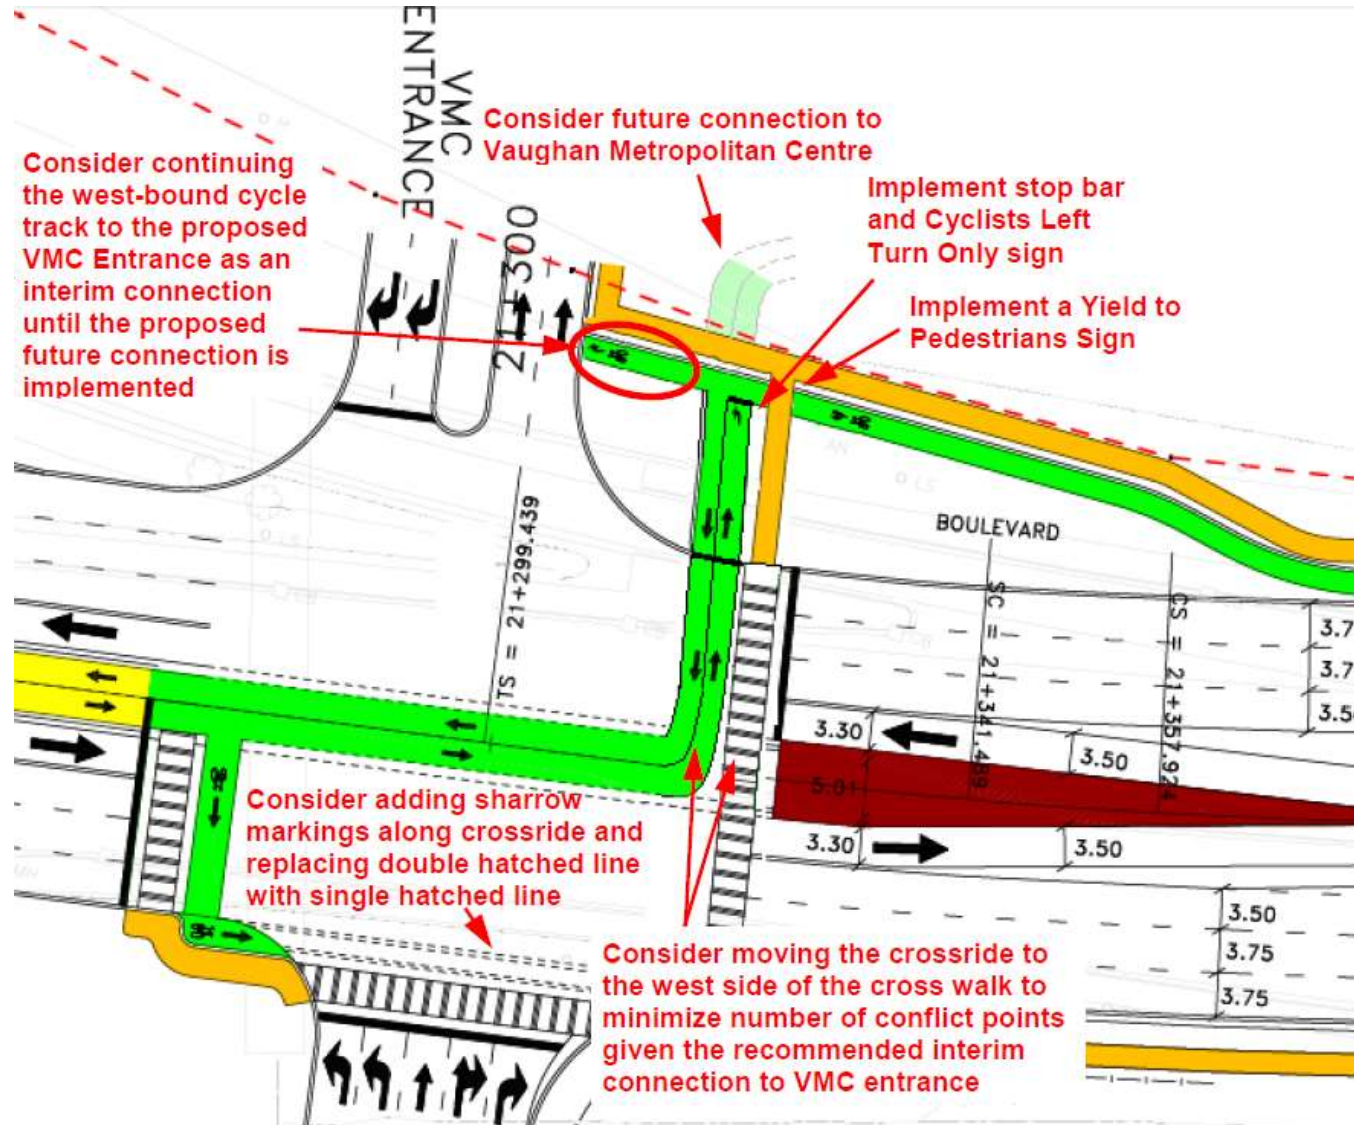 VMC
ENTRANCE
Consider future connection to
Vaughan Metropolitan Centre
Consider continuing
the west-bound cycle
track to the proposed
VMC Entrance as an
interim connection
until the proposed
future connection is
implemented
Implement stop bar
and Cyclists Left
Turn Only sign
Implement a Yield to
Pedestrians Sign
21+300
BOULEVARD
TS = 21+299.439
SC = 21+341.489
CS = 21+357.924
3.7
3.7
3.5
3.30
3.50
5.01
3.30
3.50
3.50
3.75
3.75
Consider adding sharrow
markings along crossride and
replacing double hatched line
with single hatched line
Consider moving the crossride to
the west side of the cross walk to
minimize number of conflict points
given the recommended interim
connection to VMC entrance